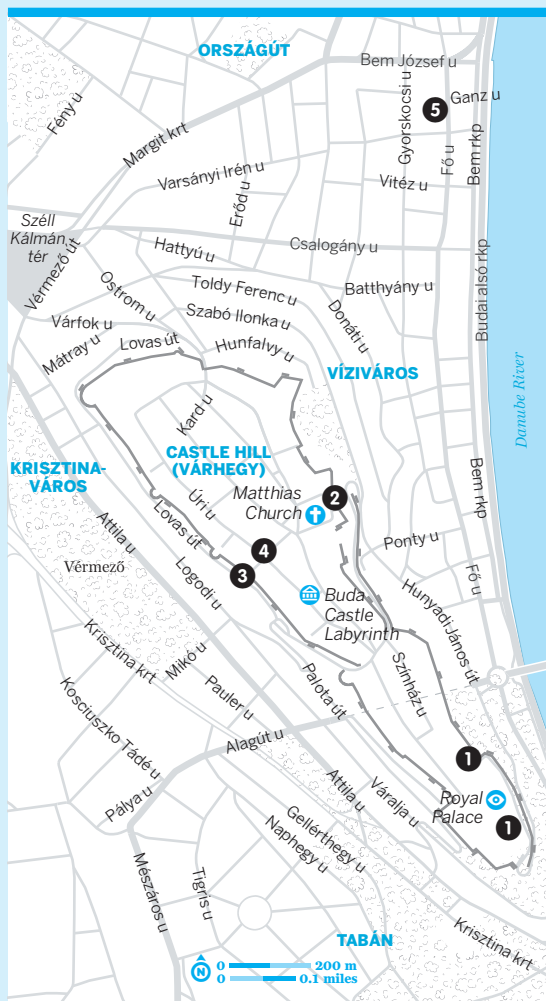 ORSZÁGÚT
Bem József u
Fény u
Gyorskocsi u
Ganz u
5
Margit krt
Fő u
Bem rkp
Varsányi Irén u
Vitéz u
Erőd u
Széll
Kálmán
tér
Hattyú u
Csalogány u
Budai alsó rkp
Vérmező út
Ostrom u
Toldy Ferenc u
Batthyány u
Szabó Ilonka u
Donáti u
Várfok u
Lovas út
Hunfalvy u
Mátray u
VÍZIVÁROS
Danube River
Kard u
CASTLE HILL
(VÁRHEGY)
KRISZTINA-
VÁROS
Bem rkp
Matthias
Church
2
Úri u
Lovas út
Attila u
4
Ponty u
Vérmező
3
Logodi u
Buda
Castle
Labyrinth
Fő u
Hunyadi János út
Krisztina krt
Mikó u
Színház u
Pauler u
Palota út
Kosciuszko Tádé u
Alagút u
1
Attila u
Váralja u
Royal
Palace
Pálya u
1
Gellérthegy u
Naphegy u
Mészáros u
Tigris u
Krisztina krt
TABÁN
N
0 200 m
0 0.1 miles